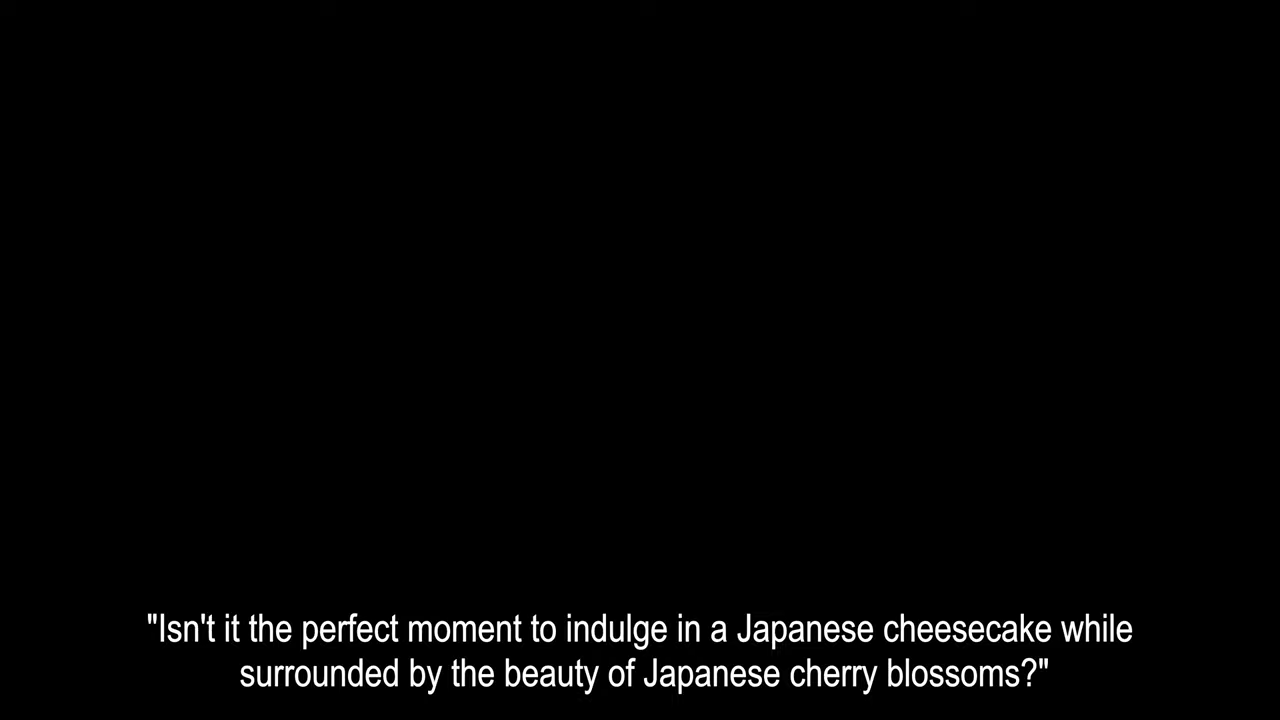 "Isn't it the perfect moment to indulge in a Japanese cheesecake while
surrounded by the beauty of Japanese cherry blossoms?"